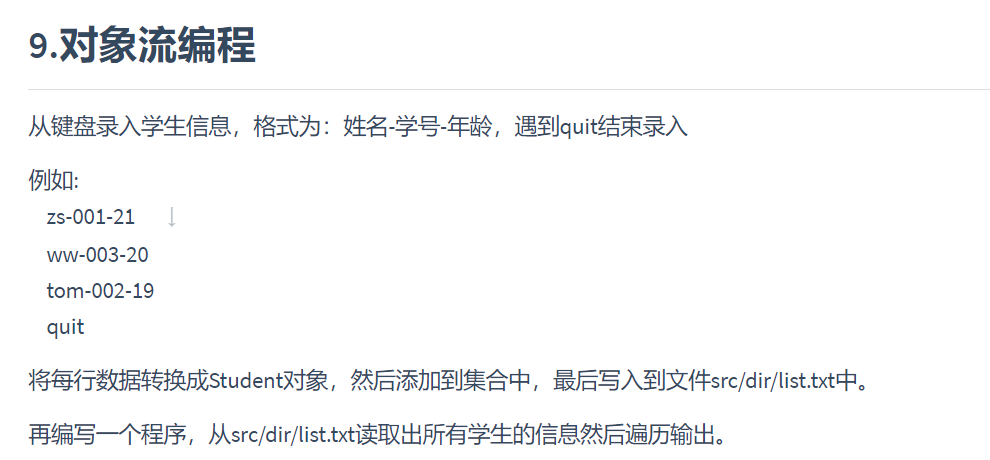 9.对象流编程
从键盘录入学生信息，格式为：姓名-学号-年龄，遇到quit结束录入
例如:
zs-001-21 ↓
ww-003-20
tom-002-19
quit
将每行数据转换成Student对象，然后添加到集合中，最后写入到文件src/dir/list.txt中。
再编写一个程序，从src/dir/list.txt读取出所有学生的信息然后遍历输出。